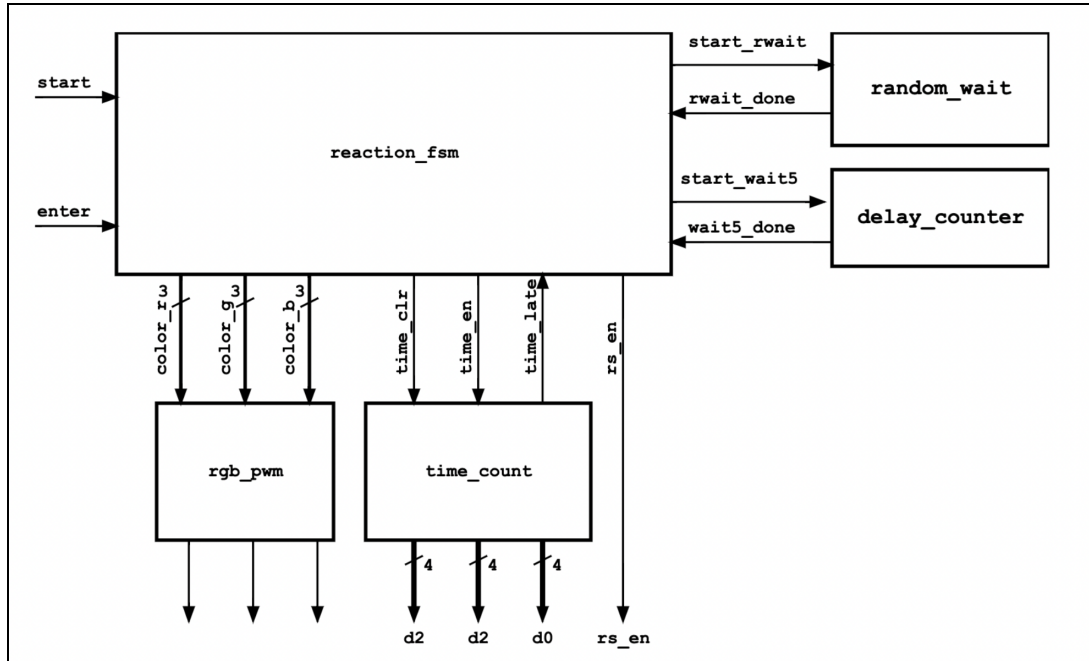 start_rwait
start
random_wait
rwait_done
reaction_fsm
start_wait5
enter
delay_counter
wait5_done
3
3
3
color_r
color_g
color_b
time_clr
time_en
time_late
rs_en
rgb_pwm
time_count
4
4
4
d2
d2
d0
rs_en